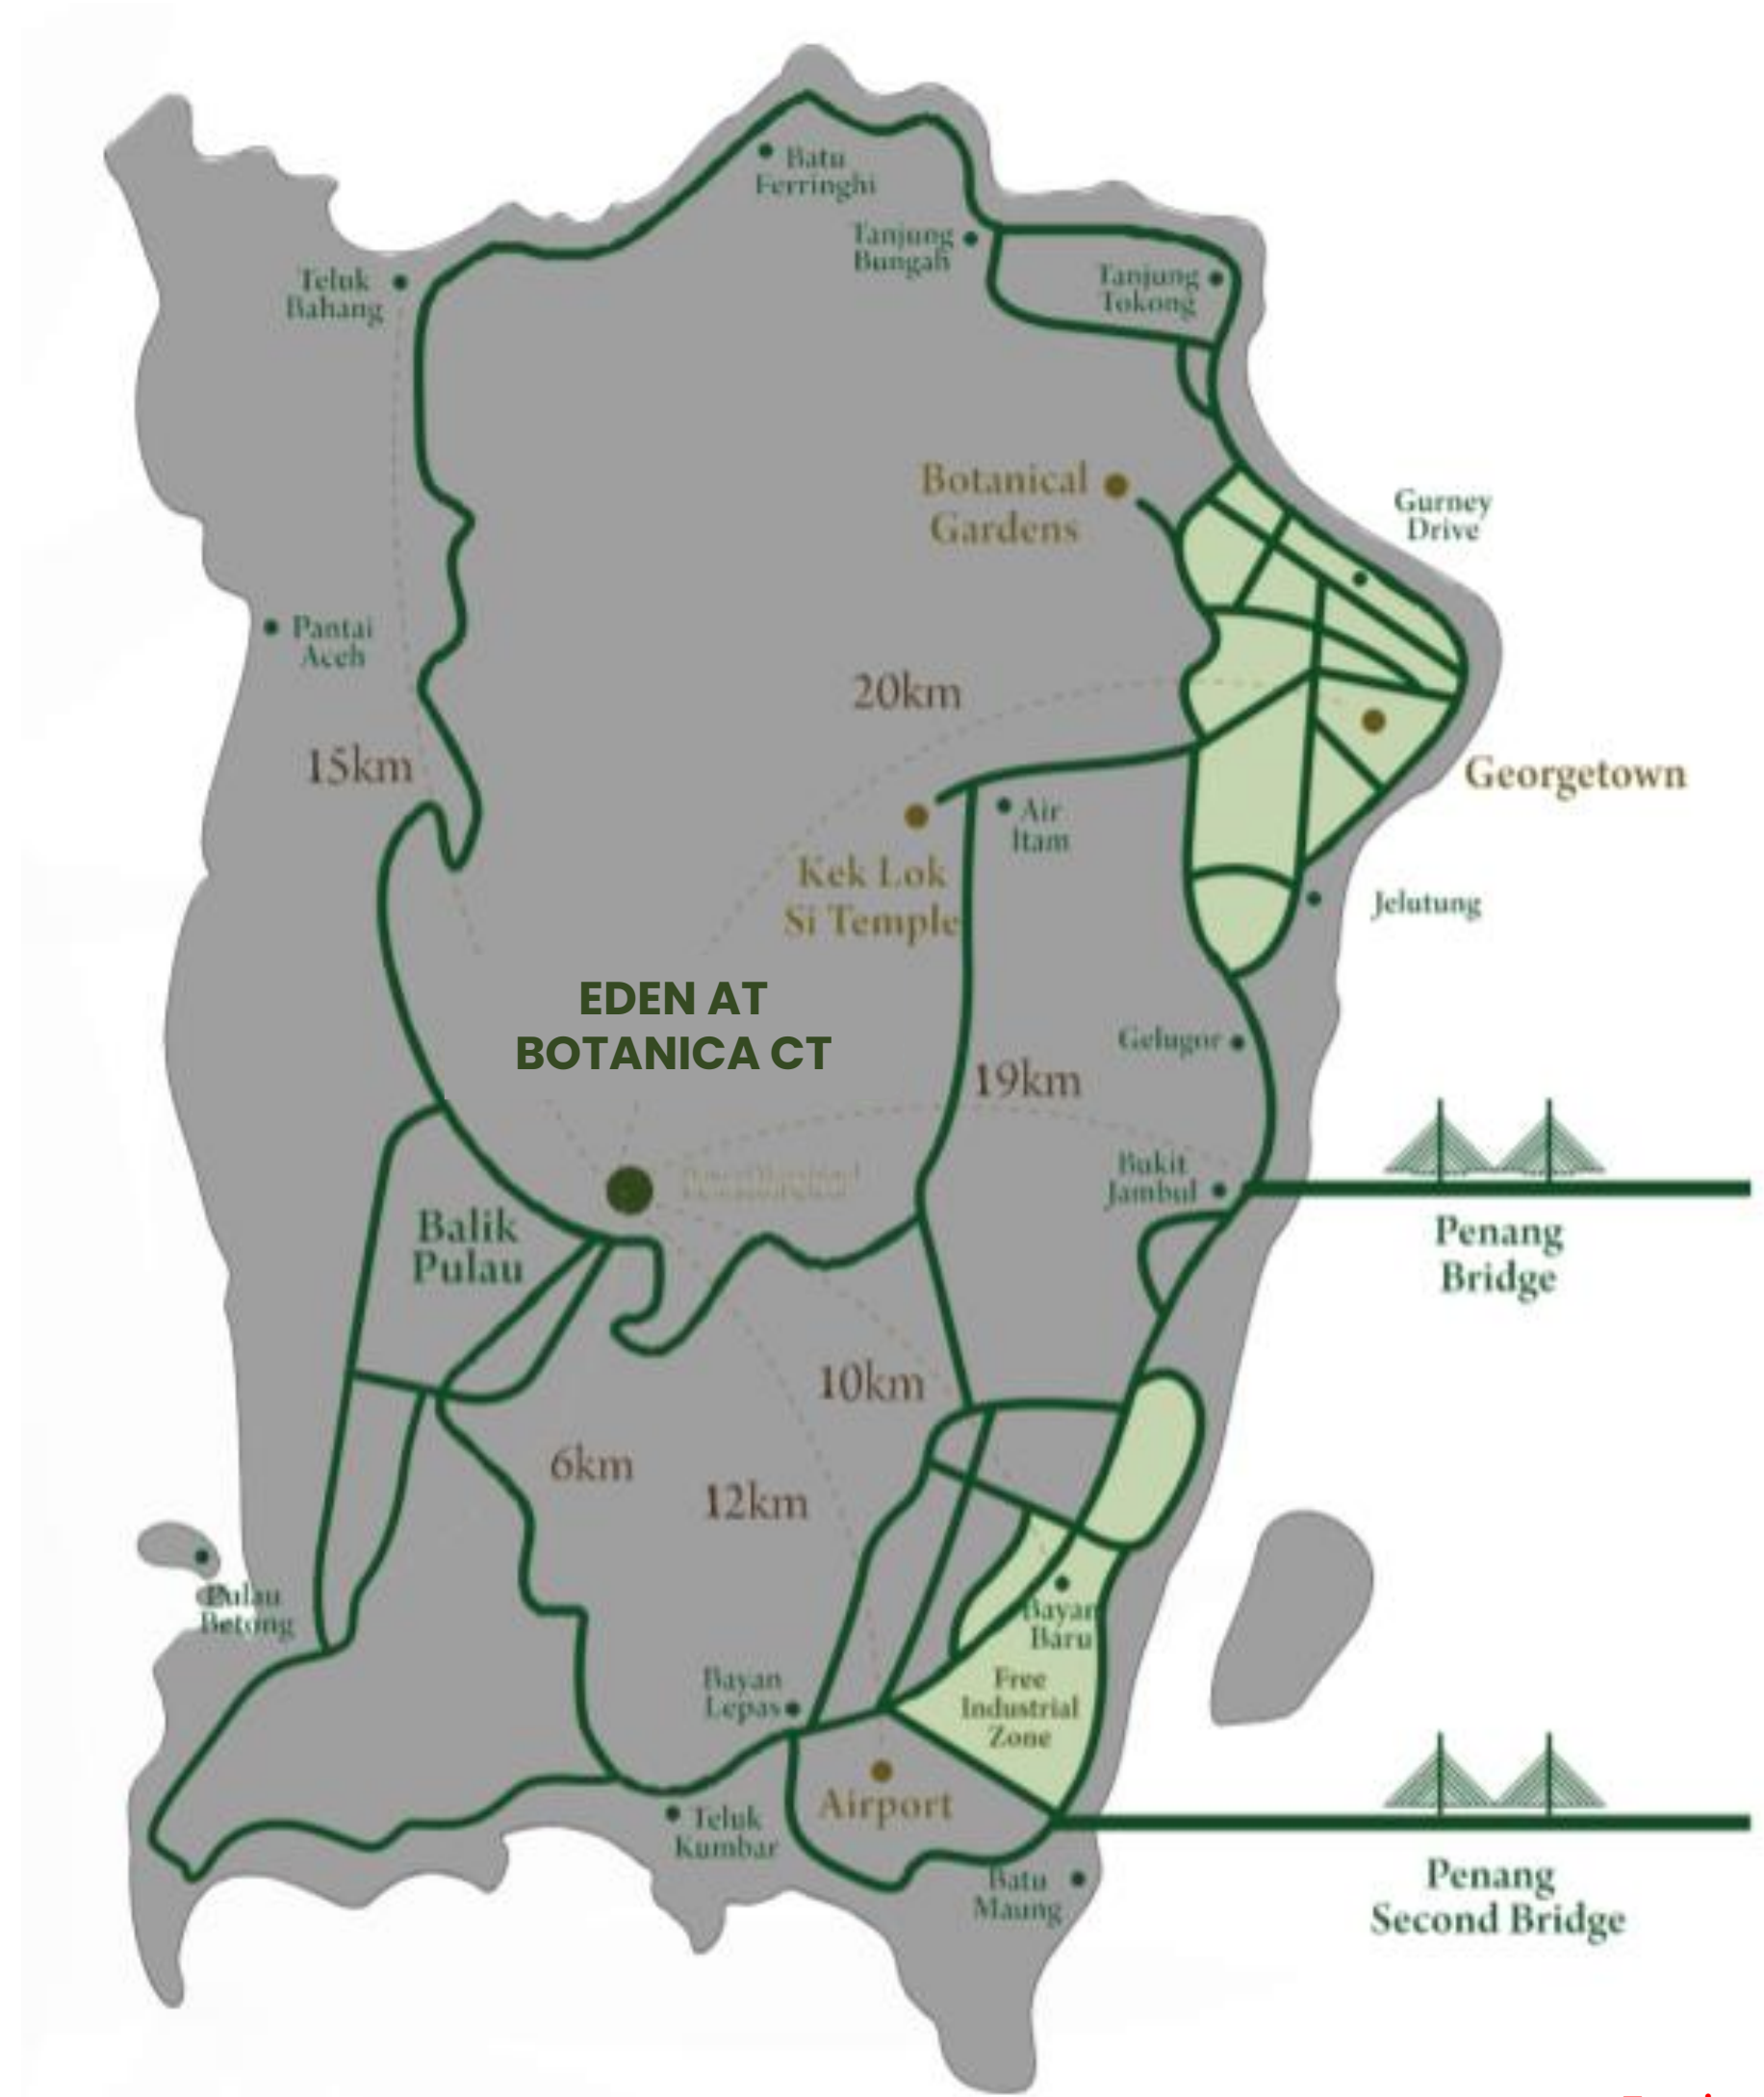 Batu
Ferringhi
Tanjung
Bungah
Tanjung
Tokong
Teluk
Bahang
Botanical
Gardens
Gurney
Drive
Pantai
Aceh
20km
15km
Georgetown
Air
Itam
Kek Lok
Si Temple
Jelutung
EDEN AT
BOTANICA CT
Gelugor
19km
Bukit
Jambul
Balik
Pulau
Penang
Bridge
10km
6km
12km
Pulau
Betong
Bayan
Baru
Bayan
Lepas
Free
Industrial
Zone
Airport
Teluk
Kumbar
Batu
Maung
Penang
Second Bridge